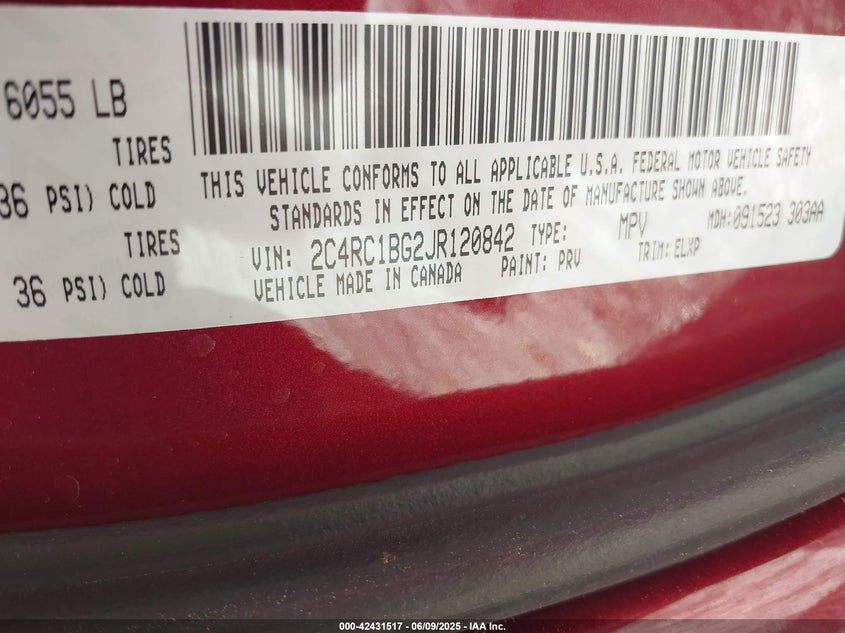 6055 LB
TIRES
36 PSI) COLD
TIRES
36 PSI) COLD
THIS VEHICLE CONFORMS TO ALL APPLICABLE U.S.A. FEDERAL MOTOR VEHICLE SAFETY
STANDARDS IN EFFECT ON THE DATE OF MANUFACTURE SHOWN ABOVE.
VIN: 2C4RC1BG2JR120842 TYPE: MPV MDH:091523 303AA
VEHICLE MADE IN CANADA PAINT: PRV TRIM: ELXP
000-42431517 | 06/09/2025 - IAA Inc.